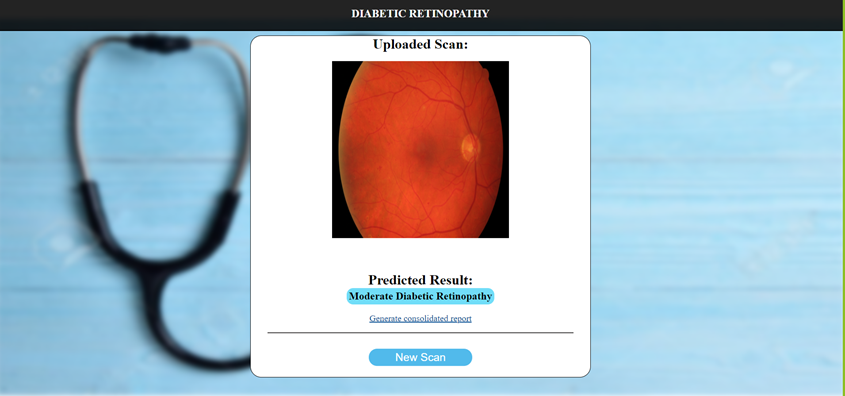 DIABETIC RETINOPATHY
Uploaded Scan:
Predicted Result:
Moderate Diabetic Retinopathy
Generate consolidated report
New Scan